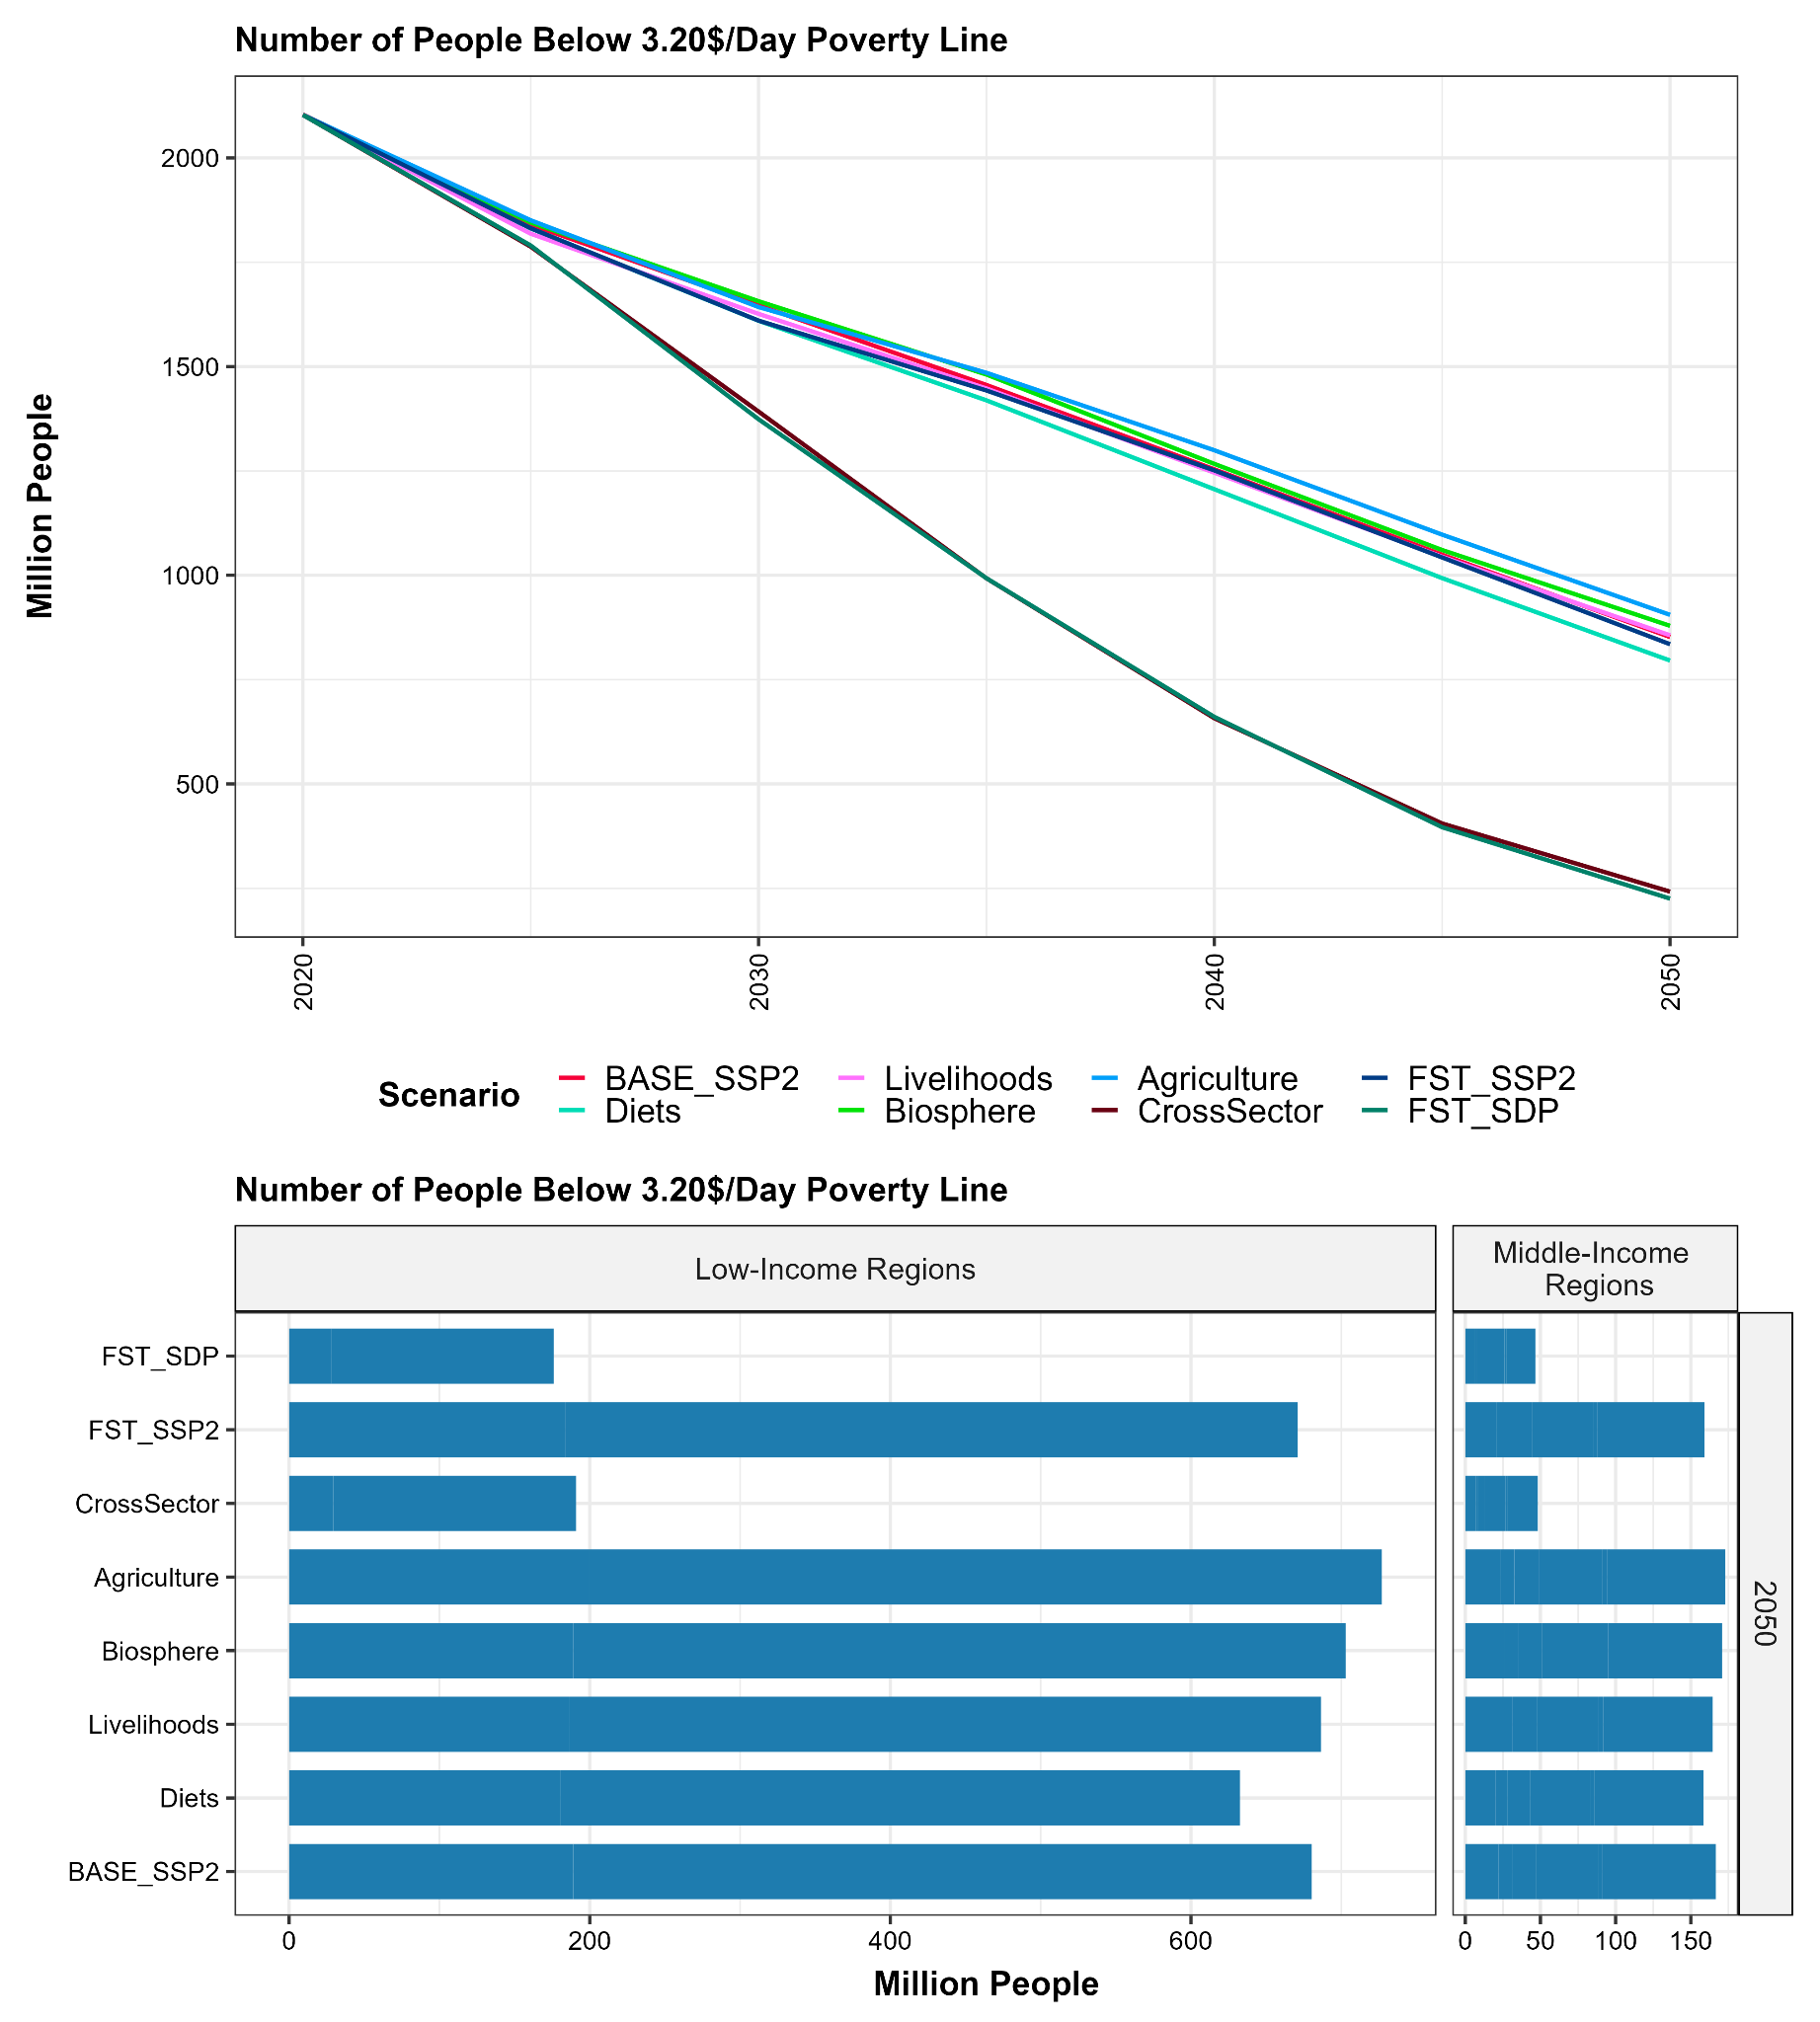 Number of People Below 3.20$/Day Poverty Line
Million People
2000
1500
1000
500
2020
2030
2040
2050
Scenario
BASE_SSP2
Livelihoods
Agriculture
FST_SSP2
Diets
Biosphere
CrossSector
FST_SDP
Number of People Below 3.20$/Day Poverty Line
Low-Income Regions
Middle-Income
Regions
FST_SDP
FST_SSP2
CrossSector
Agriculture
Biosphere
Livelihoods
Diets
BASE_SSP2
2050
0
200
400
600
0
50
100
150
Million People